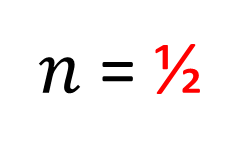 n = ½